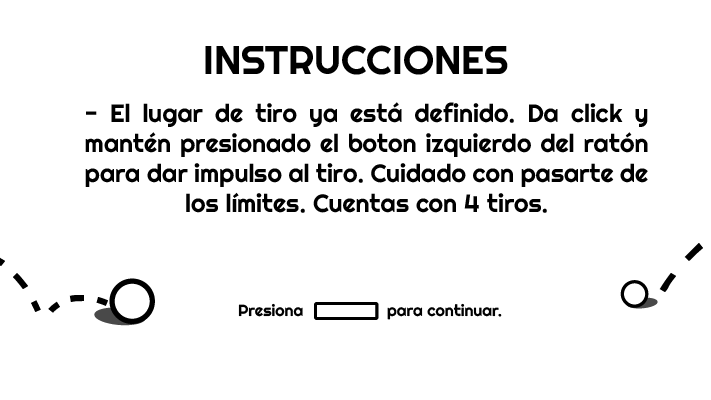 INSTRUCCIONES
- El lugar de tiro ya está definido. Da click y
mantén presionado el boton izquierdo del ratón
para dar impulso al tiro. Cuidado con pasarte de
los límites. Cuentas con 4 tiros.
Presiona para continuar.